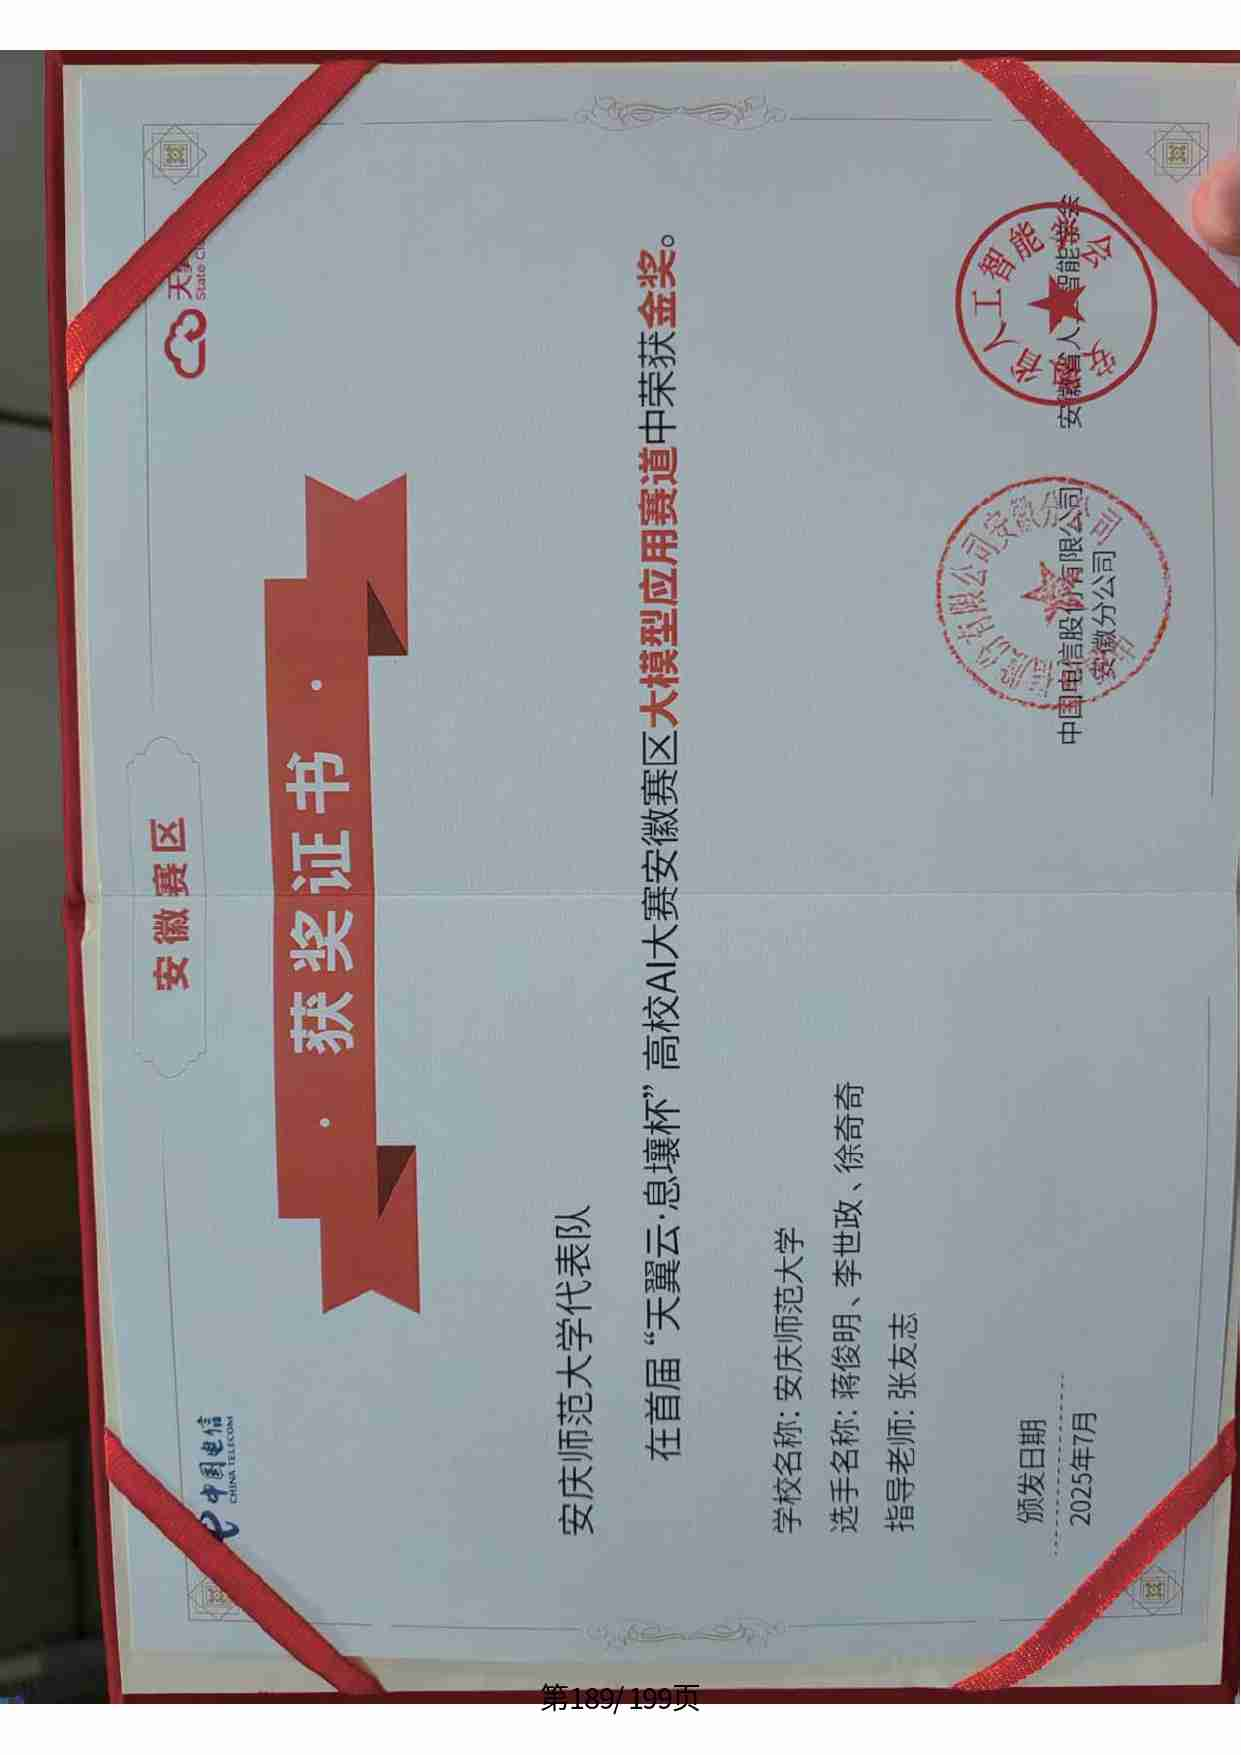 中国电信
CHINA TELECOM
安徽赛区
天翼
State Cl
· 获奖证书 ·
安庆师范大学代表队
在首届“天翼云·息壤杯”高校AI大赛安徽赛区大模型应用赛道中荣获金奖。
学校名称：安庆师范大学
选手名称：蒋俊明、李世政、徐奇奇
指导老师：张友志
颁发日期
2025年7月
中国电信股份有限公司
安徽分公司
安徽省人工智能学会
第189/199页